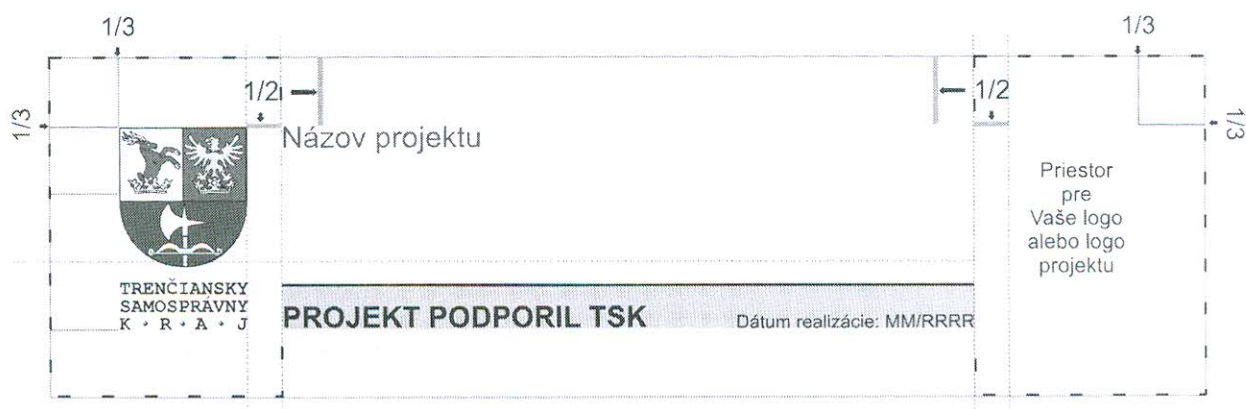 1/3
1/3
1/2
1/2
1/3
1/3
Názov projektu
Priestor
pre
Vaše logo
alebo logo
projektu
TRENČIANSKY
SAMOSPRÁVNY
K · R · A · J
PROJEKT PODPORIL TSK
Dátum realizácie: MM/RRRR